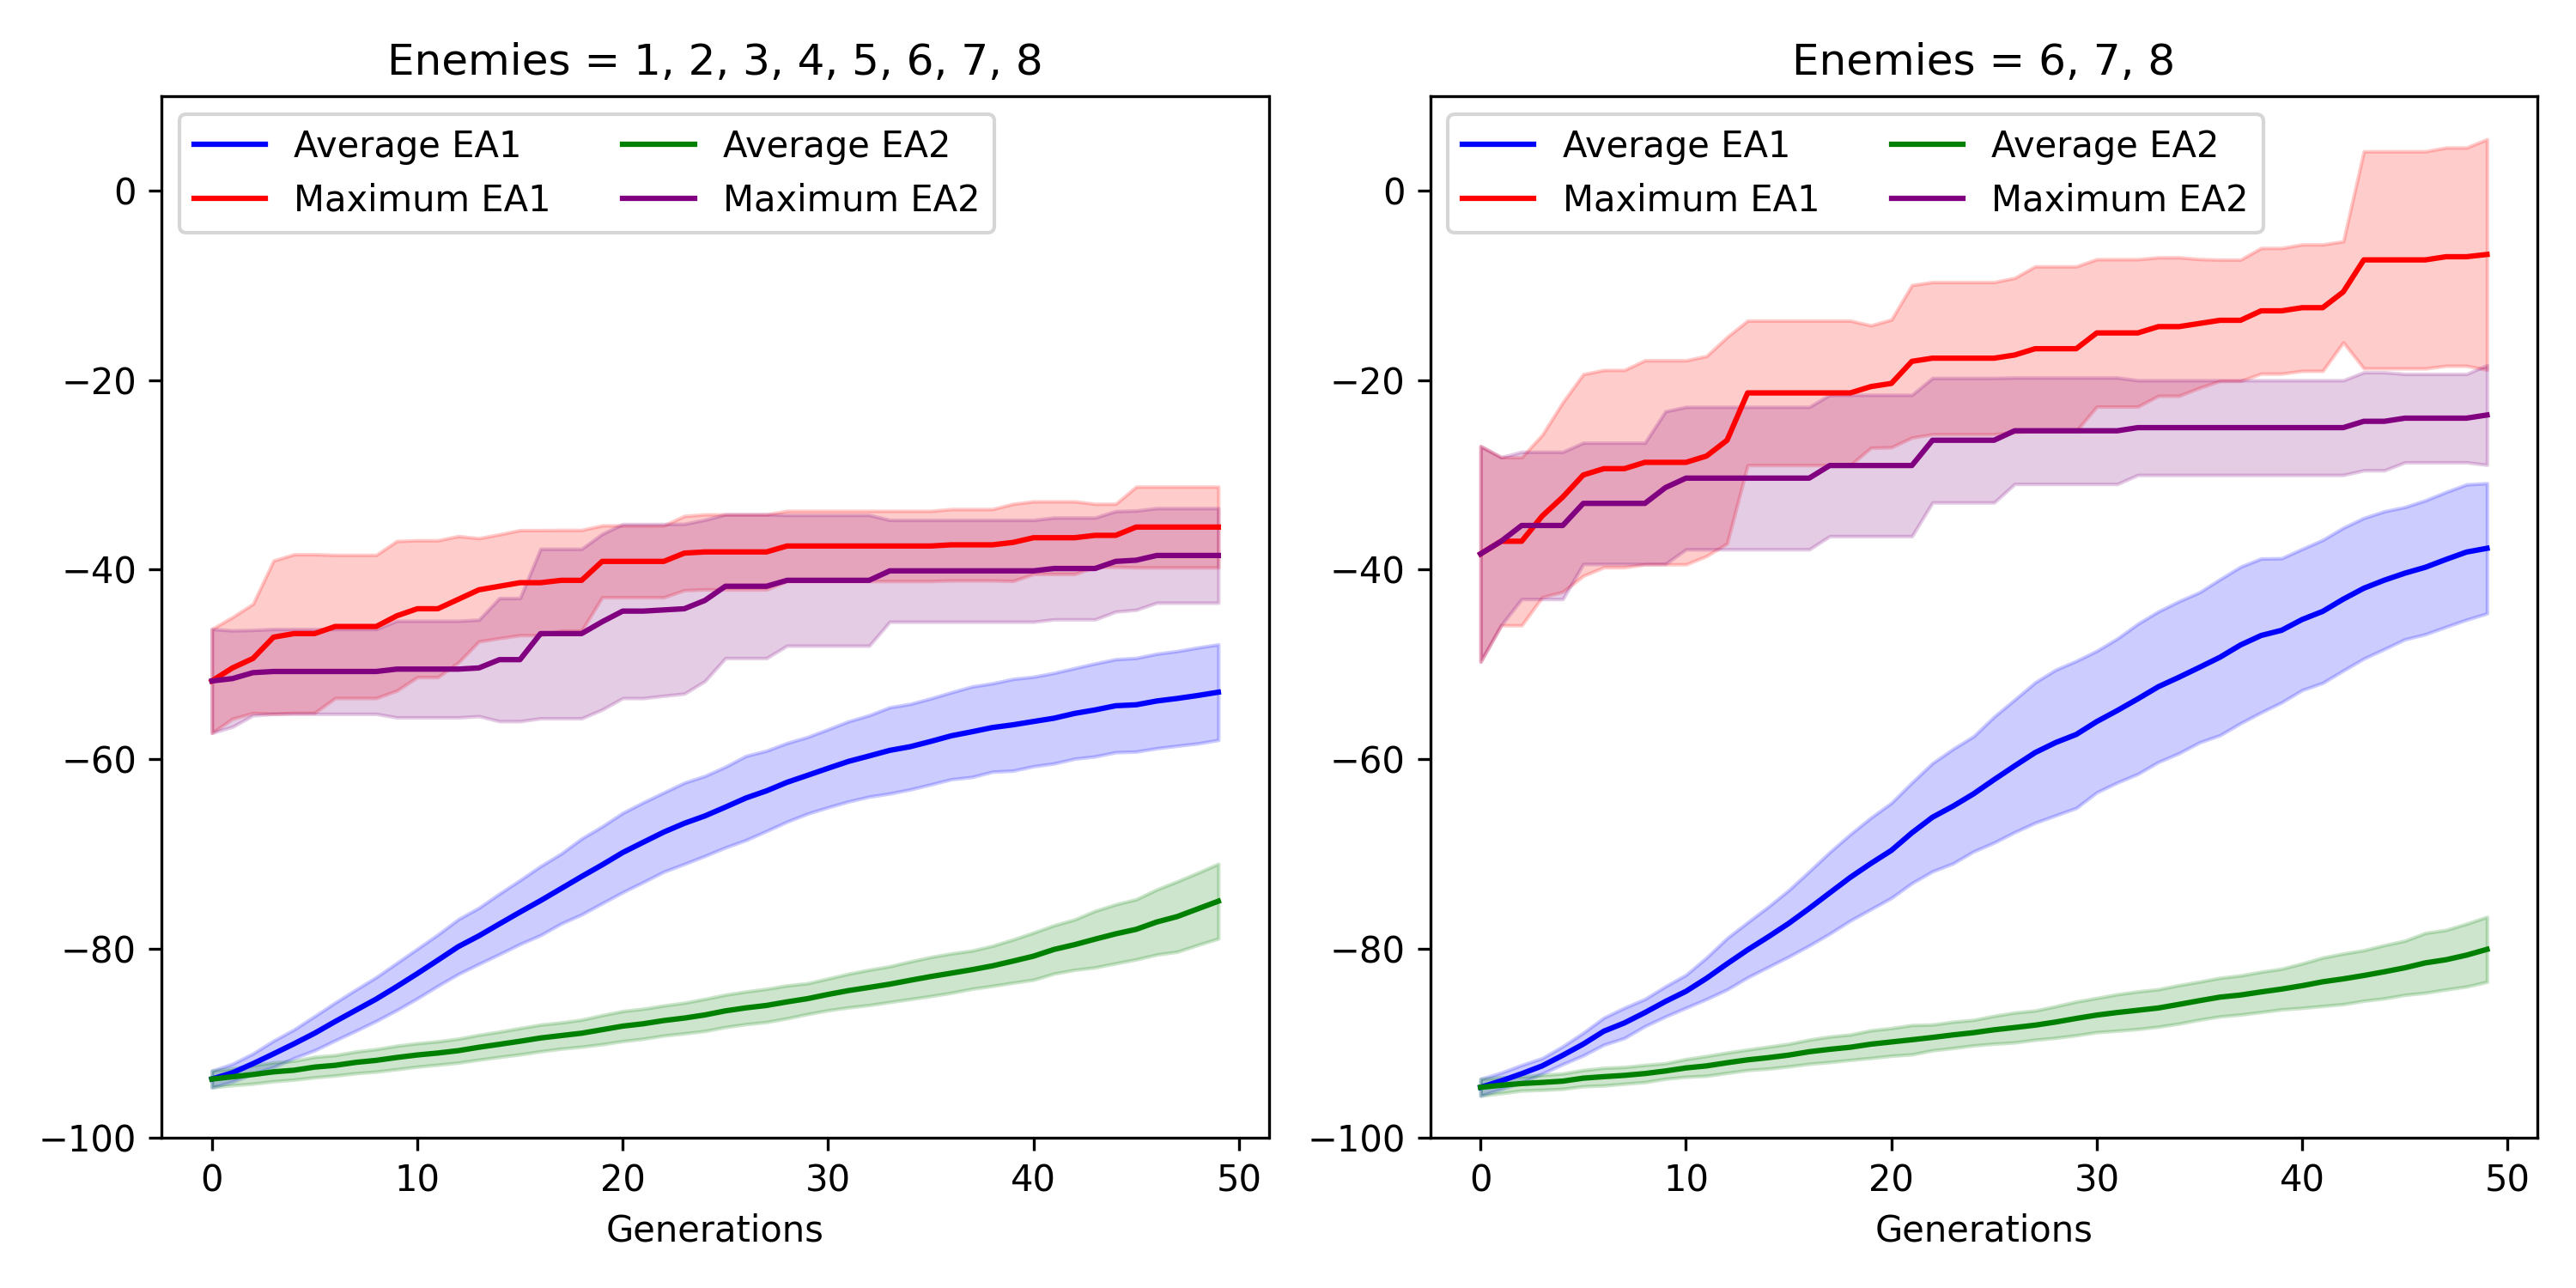 Enemies = 1, 2, 3, 4, 5, 6, 7, 8
Average EA1
Maximum EA1
Average EA2
Maximum EA2
0
−20
−40
−60
−80
−100
0
10
20
30
40
50
Generations
Enemies = 6, 7, 8
Average EA1
Maximum EA1
Average EA2
Maximum EA2
0
−20
−40
−60
−80
−100
0
10
20
30
40
50
Generations